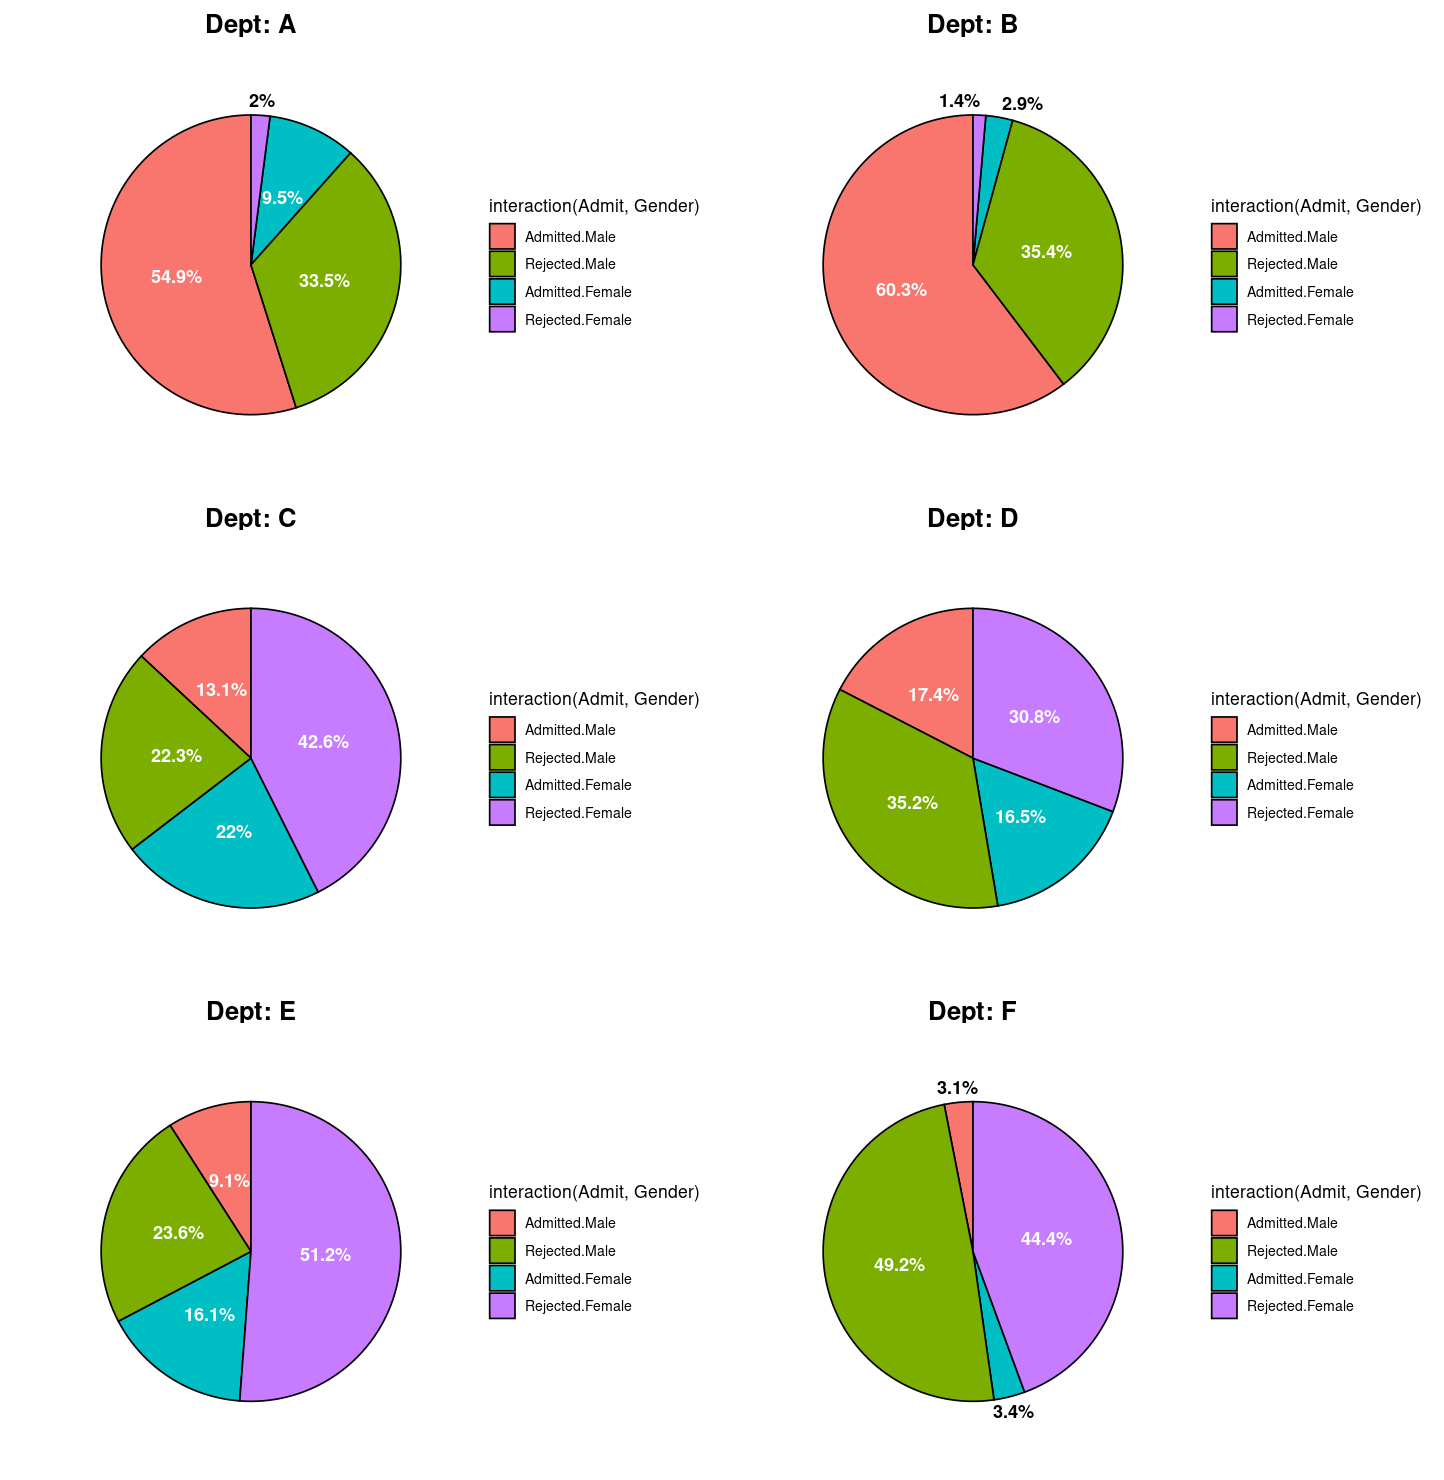 Dept: A
2%
9.5%
54.9%
33.5%
interaction(Admit, Gender)
Admitted.Male
Rejected.Male
Admitted.Female
Rejected.Female
Dept: B
1.4%
2.9%
35.4%
60.3%
interaction(Admit, Gender)
Admitted.Male
Rejected.Male
Admitted.Female
Rejected.Female
Dept: C
13.1%
42.6%
22.3%
22%
interaction(Admit, Gender)
Admitted.Male
Rejected.Male
Admitted.Female
Rejected.Female
Dept: D
17.4%
30.8%
35.2%
16.5%
interaction(Admit, Gender)
Admitted.Male
Rejected.Male
Admitted.Female
Rejected.Female
Dept: E
9.1%
23.6%
51.2%
16.1%
interaction(Admit, Gender)
Admitted.Male
Rejected.Male
Admitted.Female
Rejected.Female
Dept: F
3.1%
44.4%
49.2%
3.4%
interaction(Admit, Gender)
Admitted.Male
Rejected.Male
Admitted.Female
Rejected.Female